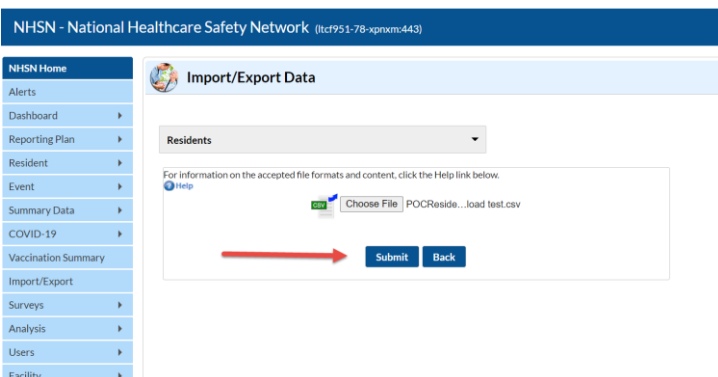 NHSN - National Healthcare Safety Network (ltcf951-78-xpnxm:443)
NHSN Home
Alerts
Dashboard
Reporting Plan
Resident
Event
Summary Data
COVID-19
Vaccination Summary
Import/Export
Surveys
Analysis
Users
Facility
Import/Export Data
Residents
For information on the accepted file formats and content, click the Help link below.
Help
CSV Choose File POCReside...load test.csv
Submit Back